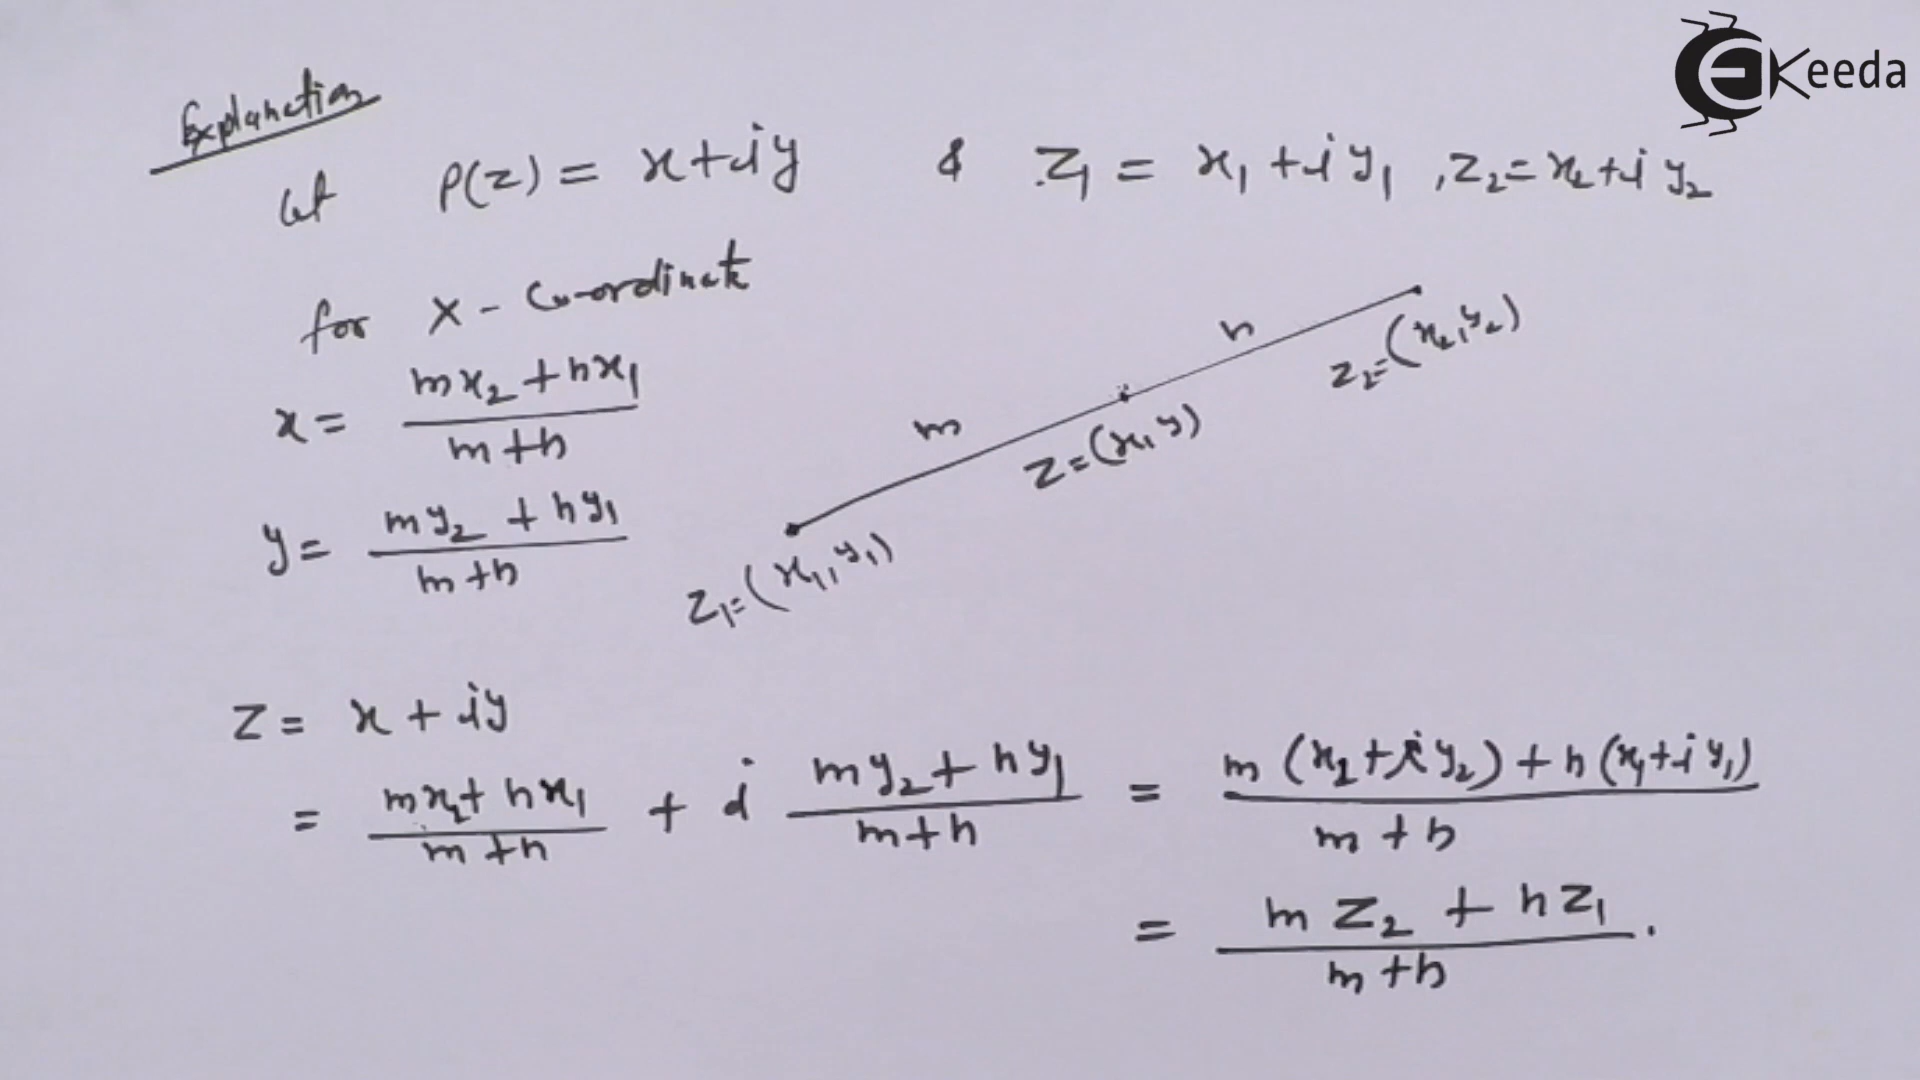 EKeeda
Explanation
let P(z) = x+iy & z₁ = x₁+iy₁, z₂ = x₂+iy₂
for X-Co-ordinate
x = (mx₂+nx₁)/(m+n)
y = (my₂+ny₁)/(m+n)
m
n
z₁=(x₁,y₁)
z=(x,y)
z₂=(x₂,y₂)
z = x+iy
= (mx₂+nx₁)/(m+n) + i (my₂+ny₁)/(m+n) = (m(x₂+iy₂)+n(x₁+iy₁))/(m+n)
= (mz₂+nz₁)/(m+n).